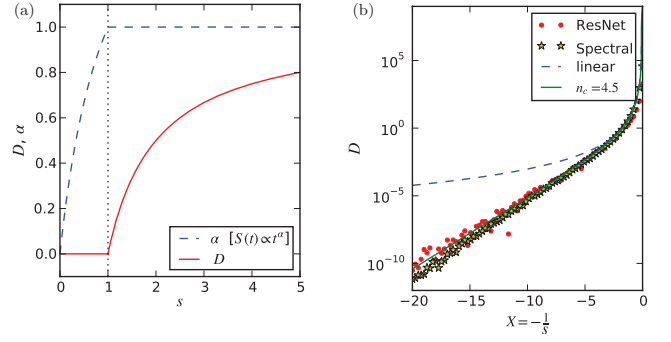 (a)
1.0
0.8
0.6
0.4
0.2
0.0
D, α
α [S(t)∝t^α]
D
0 1 2 3 4 5
s
(b)
ResNet
Spectral
linear
n_c=4.5
10^4
10^0
10^-5
10^-10
D
−20 −15 −10 −5 0
X=−1/s